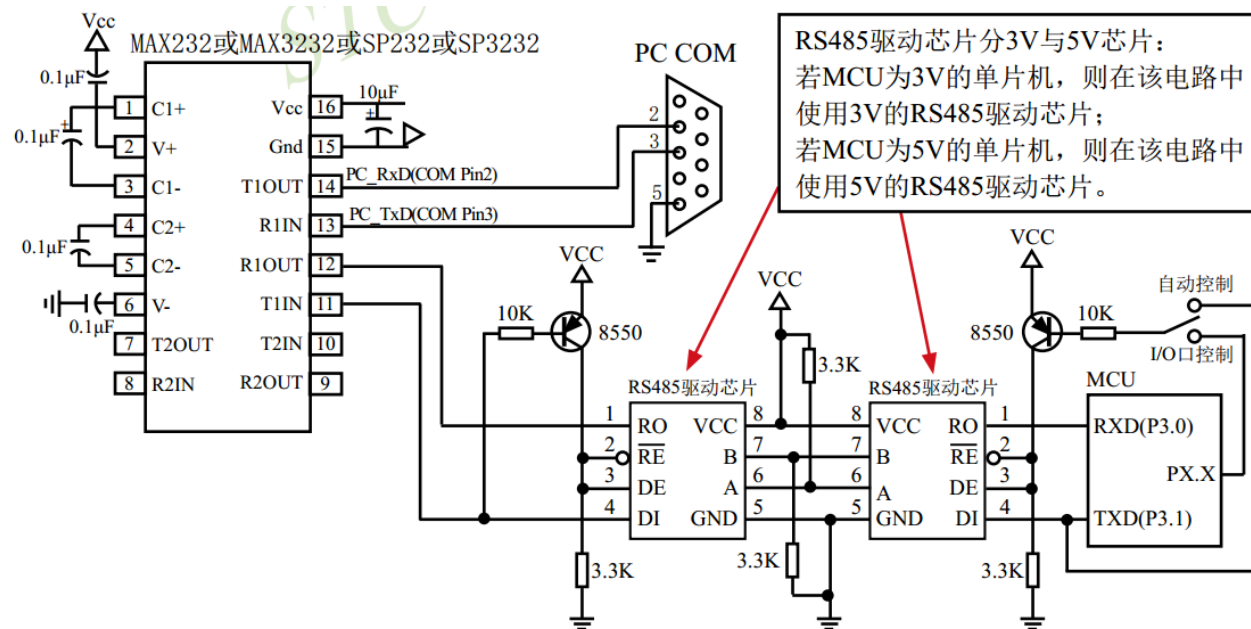 STC
Vcc
MAX232或MAX3232或SP232或SP3232
0.1μF
0.1μF
1 C1+
2 V+
3 C1-
4 C2+
5 C2-
6 V-
7 T2OUT
8 R2IN
Vcc 16
Gnd 15
T1OUT 14
R1IN 13
R1OUT 12
T1IN 11
T2IN 10
R2OUT 9
0.1μF
0.1μF
10μF
+
+
PC_RxD(COM Pin2)
PC_TxD(COM Pin3)
PC COM
2
3
5
RS485驱动芯片分3V与5V芯片：
若MCU为3V的单片机，则在该电路中
使用3V的RS485驱动芯片；
若MCU为5V的单片机，则在该电路中
使用5V的RS485驱动芯片。
VCC
10K
8550
VCC
3.3K
VCC
8550
10K
自动控制
I/O口控制
RS485驱动芯片
1 RO
2 RE
3 DE
4 DI
VCC 8
B 7
A 6
GND 5
3.3K
3.3K
RS485驱动芯片
8 VCC
7 B
6 A
5 GND
RO 1
RE 2
DE 3
DI 4
3.3K
MCU
RXD(P3.0)
PX.X
TXD(P3.1)